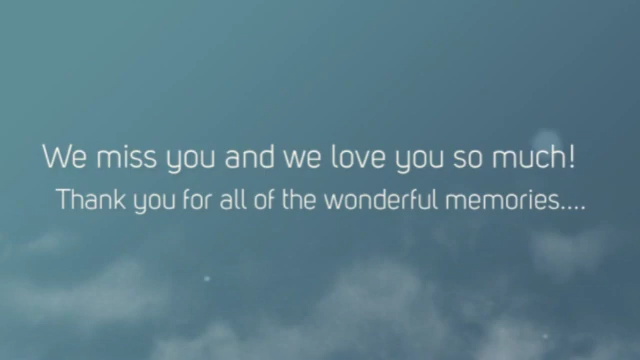 We miss you and we love you so much!
Thank you for all of the wonderful memories....